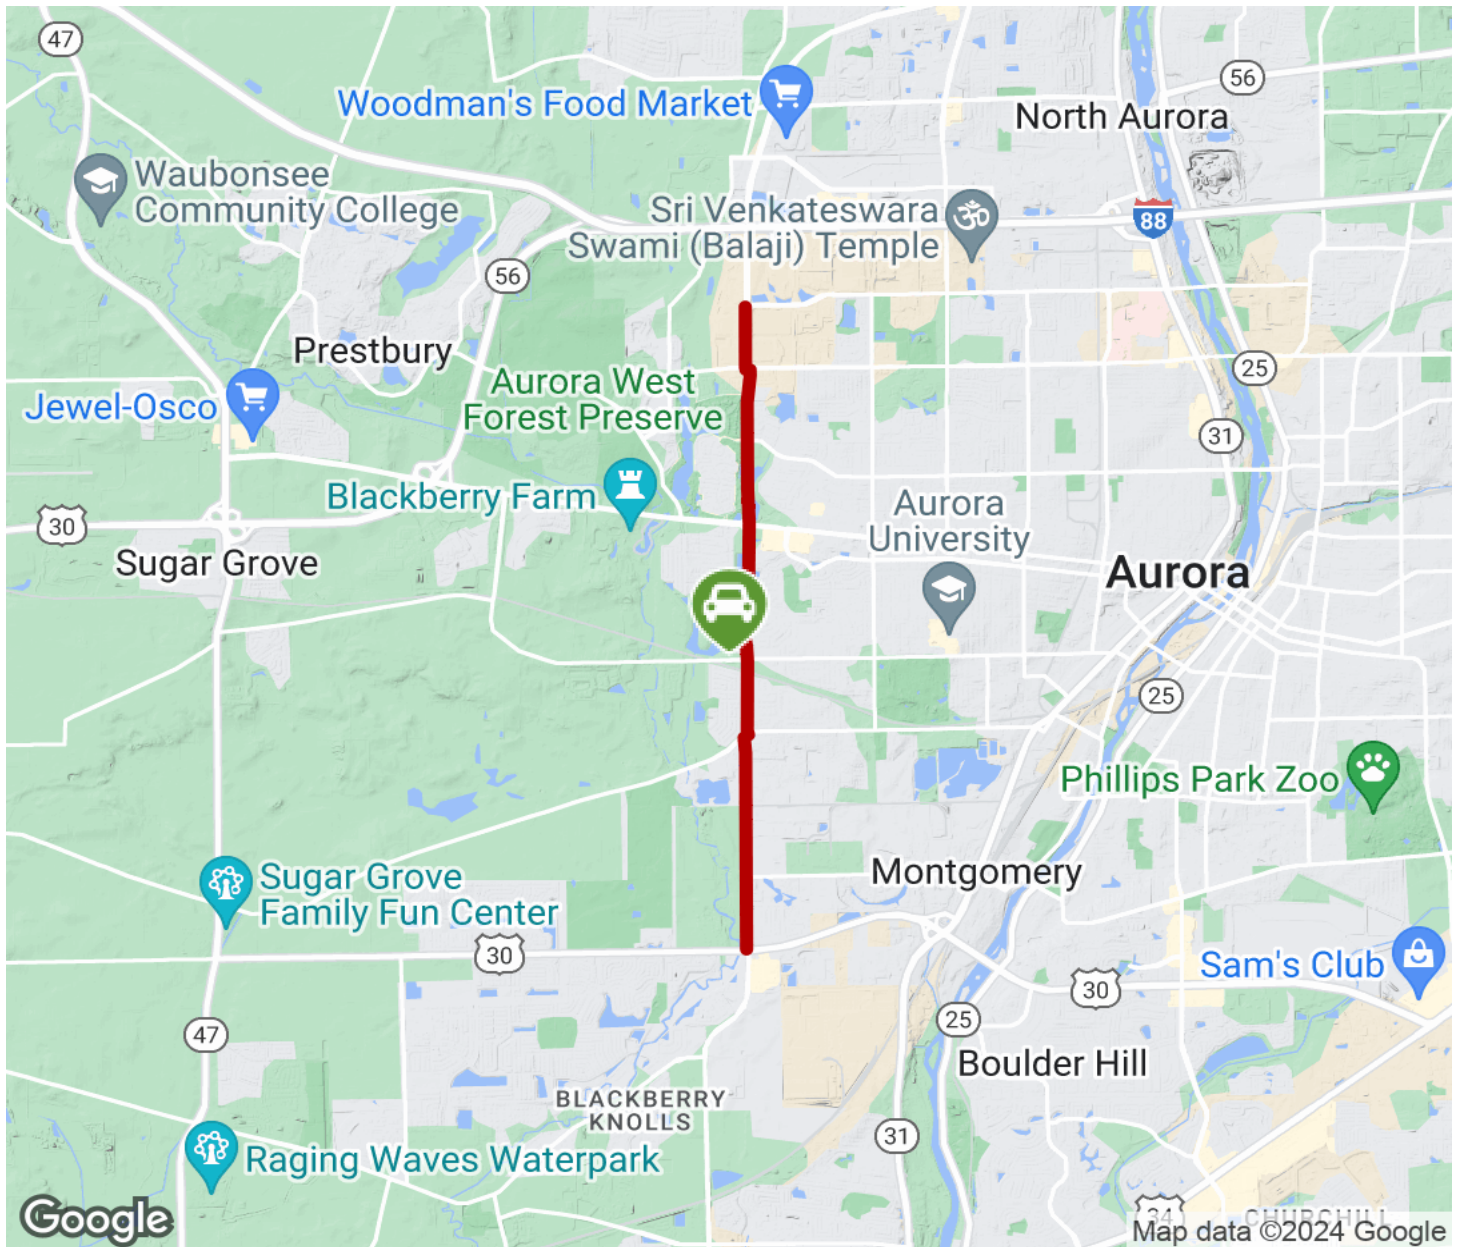 47
56
Woodman's Food Market
North Aurora
Waubonsee
Community College
Sri Venkateswara
Swami (Balaji) Temple
88
56
Prestbury
Aurora West
Forest Preserve
25
Jewel-Osco
31
Blackberry Farm
Aurora
University
30
Sugar Grove
Aurora
25
Phillips Park Zoo
Montgomery
Sugar Grove
Family Fun Center
30
Sam's Club
30
47
25
Boulder Hill
BLACKBERRY
KNOLLS
31
Raging Waves Waterpark
34
CHURCHILL
Google
Map data ©2024 Google